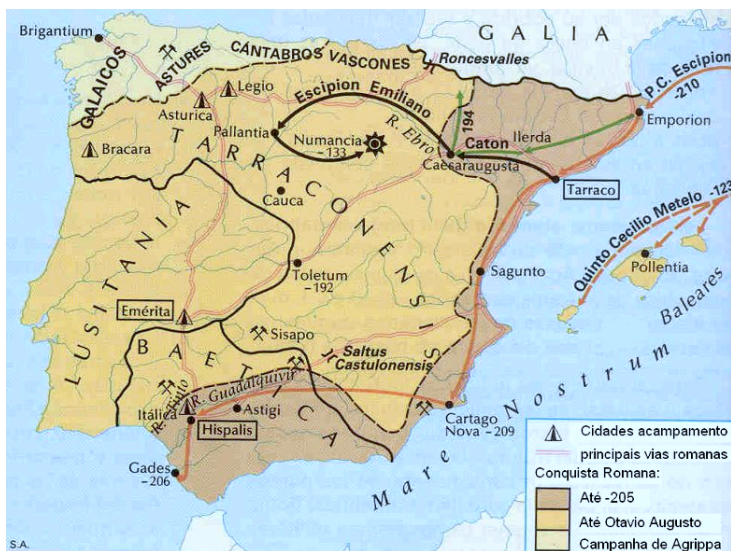 GALIA
Brigantium
GALAICOS
ASTURES
CÁNTABROS
VASCONES
Roncesvalles
P.C. Escipion
-210
Legio
Asturica
Escipion Emiliano
194
Pallantia
Numancia
-133
R. Ebro
Caton
Ilerda
Emporion
Bracara
Caesaraugusta
Tarraco
TARRACONENSIS
Cauca
Quinto Cecilio Metelo
-123
Pollentia
Baleares
LUSITANIA
Toletum
-192
Sagunto
Emérita
Sisapo
BAETICA
Saltus
Castulonensis
R. Guadalquivir
Itálica
Astigi
Hispalis
Cartago
Nova -209
Gades
-206
Mare Nostrum
Cidades acampamento
principais vias romanas
Conquista Romana:
Até -205
Até Otavio Augusto
Campanha de Agrippa
S.A.